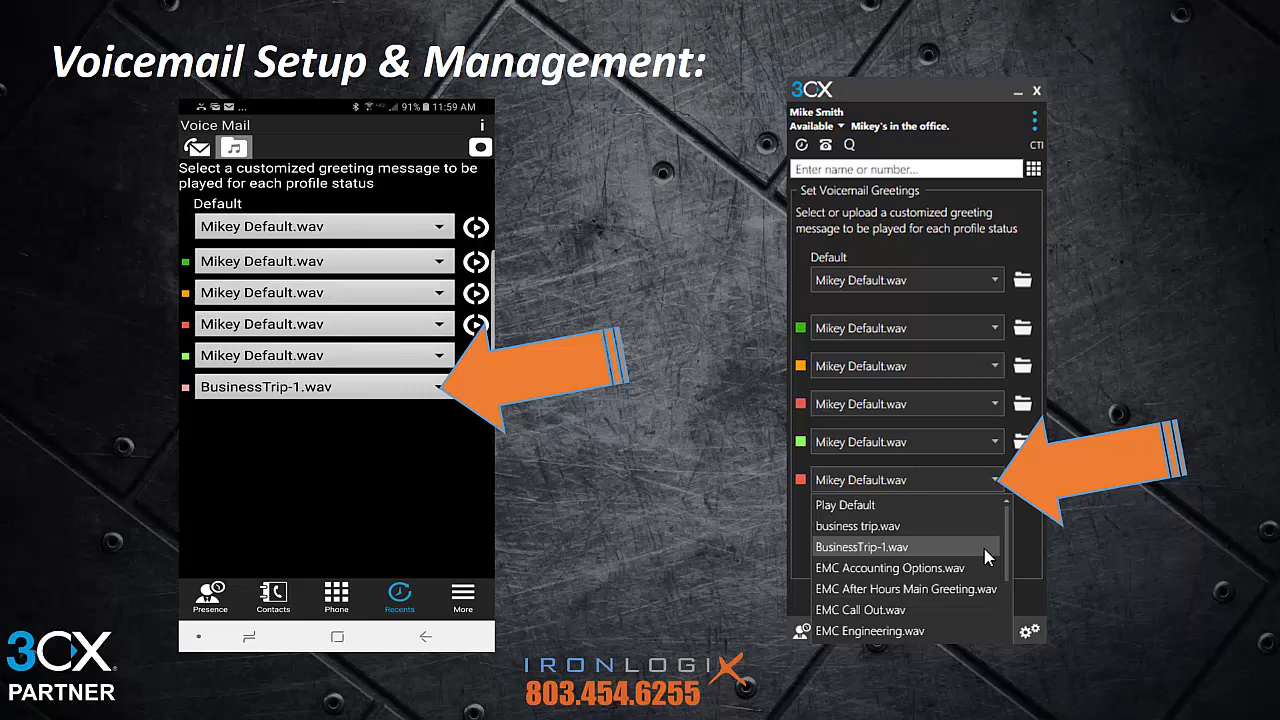 Voicemail Setup & Management:
... 91% 11:59 AM
Voice Mail
i
Select a customized greeting message to be
played for each profile status
Default
Mikey Default.wav
Mikey Default.wav
Mikey Default.wav
Mikey Default.wav
Mikey Default.wav
BusinessTrip-1.wav
Presence Contacts Phone Recents More
3CX
Mike Smith
Available Mikey's in the office.
CTI
Enter name or number...
Set Voicemail Greetings
Select or upload a customized greeting
message to be played for each profile status
Default
Mikey Default.wav
Mikey Default.wav
Mikey Default.wav
Mikey Default.wav
Mikey Default.wav
Mikey Default.wav
Play Default
business trip.wav
BusinessTrip-1.wav
EMC Accounting Options.wav
EMC After Hours Main Greeting.wav
EMC Call Out.wav
EMC Engineering.wav
3CX®
PARTNER
IRONLOGIX
803.454.6255